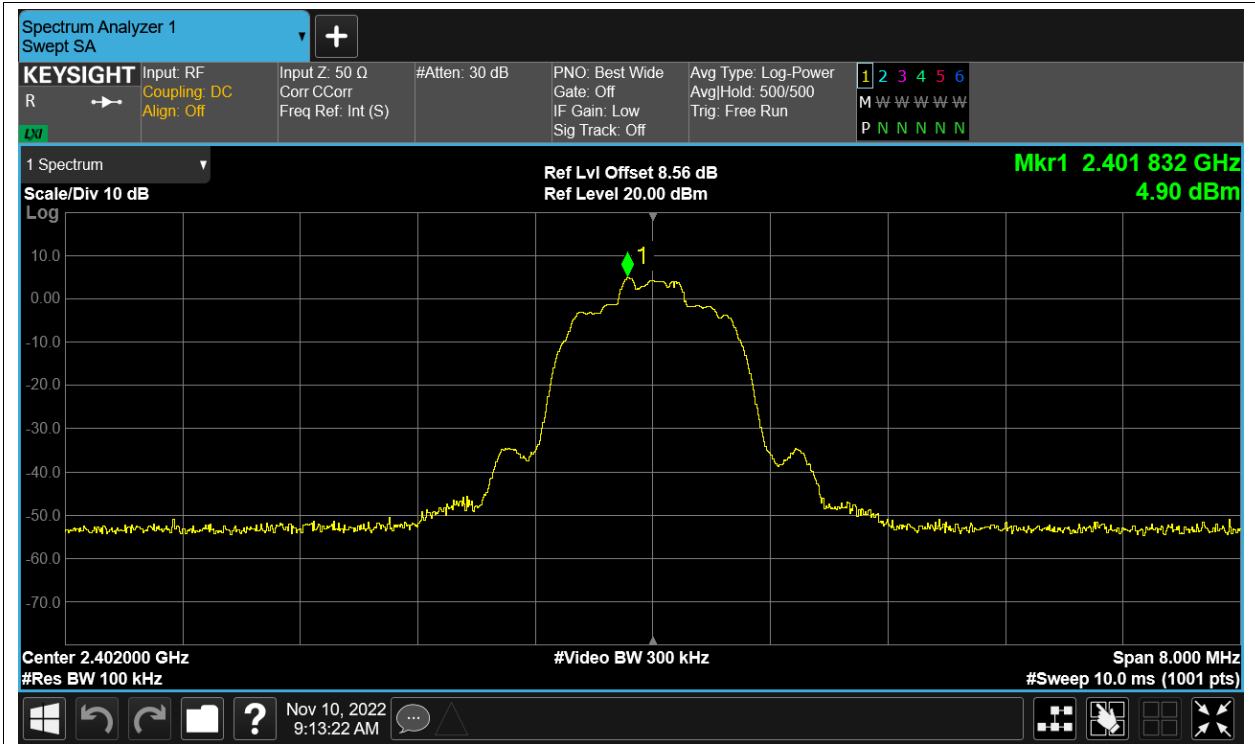 Spectrum Analyzer 1
Swept SA
+
KEYSIGHT
R
LXI
Input: RF
Coupling: DC
Align: Off
Input Z: 50 Ω
Corr CCorr
Freq Ref: Int (S)
#Atten: 30 dB
PNO: Best Wide
Gate: Off
IF Gain: Low
Sig Track: Off
Avg Type: Log-Power
Avg|Hold: 500/500
Trig: Free Run
1 2 3 4 5 6
M W W W W W
P N N N N N
1 Spectrum
Scale/Div 10 dB
Log
Ref Lvl Offset 8.56 dB
Ref Level 20.00 dBm
Mkr1 2.401 832 GHz
4.90 dBm
1
10.0
0.00
-10.0
-20.0
-30.0
-40.0
-50.0
-60.0
-70.0
Center 2.402000 GHz
#Res BW 100 kHz
#Video BW 300 kHz
Span 8.000 MHz
#Sweep 10.0 ms (1001 pts)
?
Nov 10, 2022
9:13:22 AM